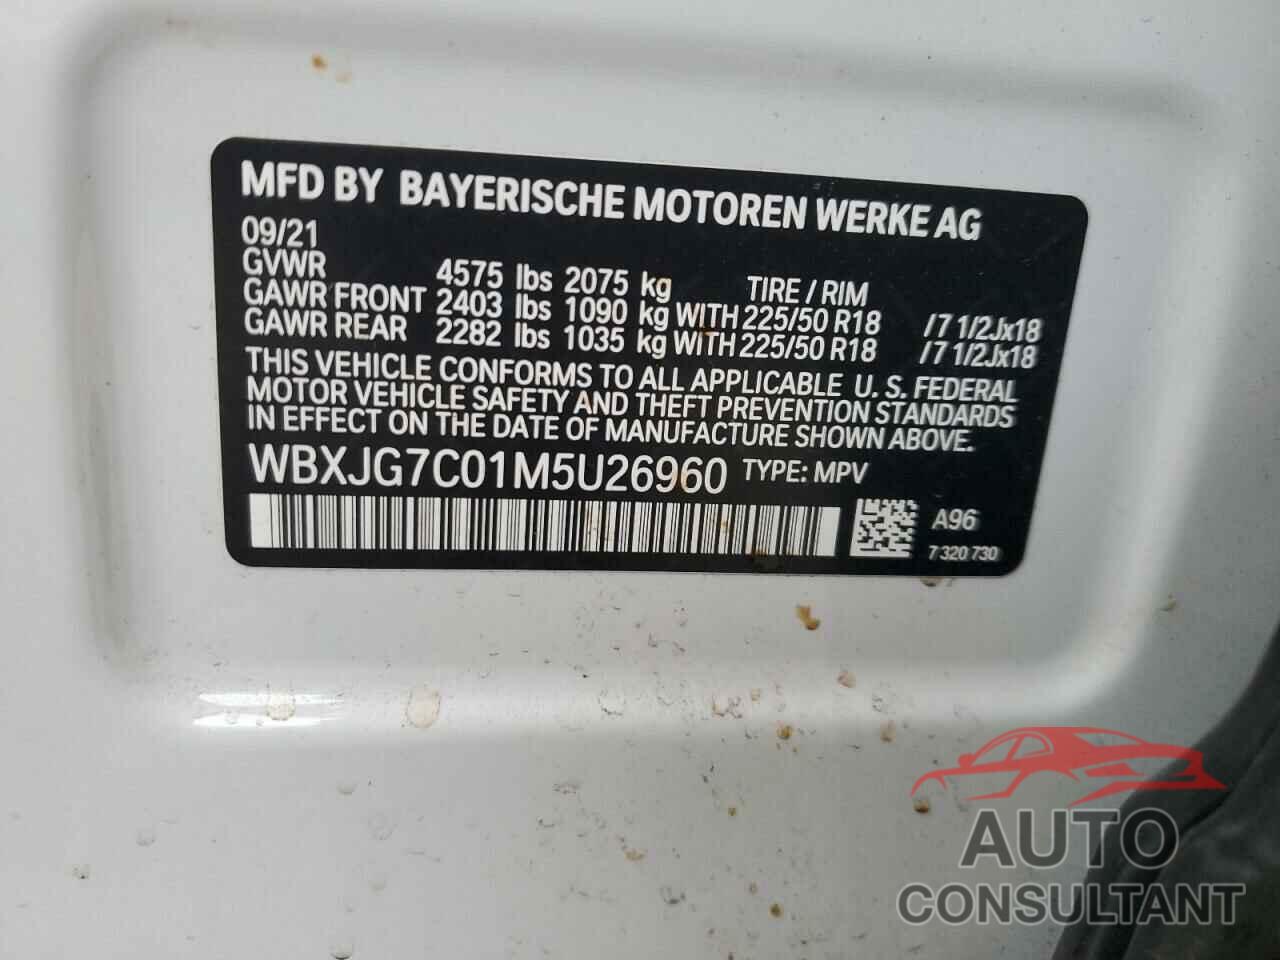 MFD BY BAYERISCHE MOTOREN WERKE AG
09/21
GVWR 4575 lbs 2075 kg TIRE / RIM
GAWR FRONT 2403 lbs 1090 kg WITH 225/50 R18 /7 1/2Jx18
GAWR REAR 2282 lbs 1035 kg WITH 225/50 R18 /7 1/2Jx18
THIS VEHICLE CONFORMS TO ALL APPLICABLE U. S. FEDERAL
MOTOR VEHICLE SAFETY AND THEFT PREVENTION STANDARDS
IN EFFECT ON THE DATE OF MANUFACTURE SHOWN ABOVE.
WBXJG7C01M5U26960 TYPE: MPV
A96
7 320 730
AUTO
CONSULTANT